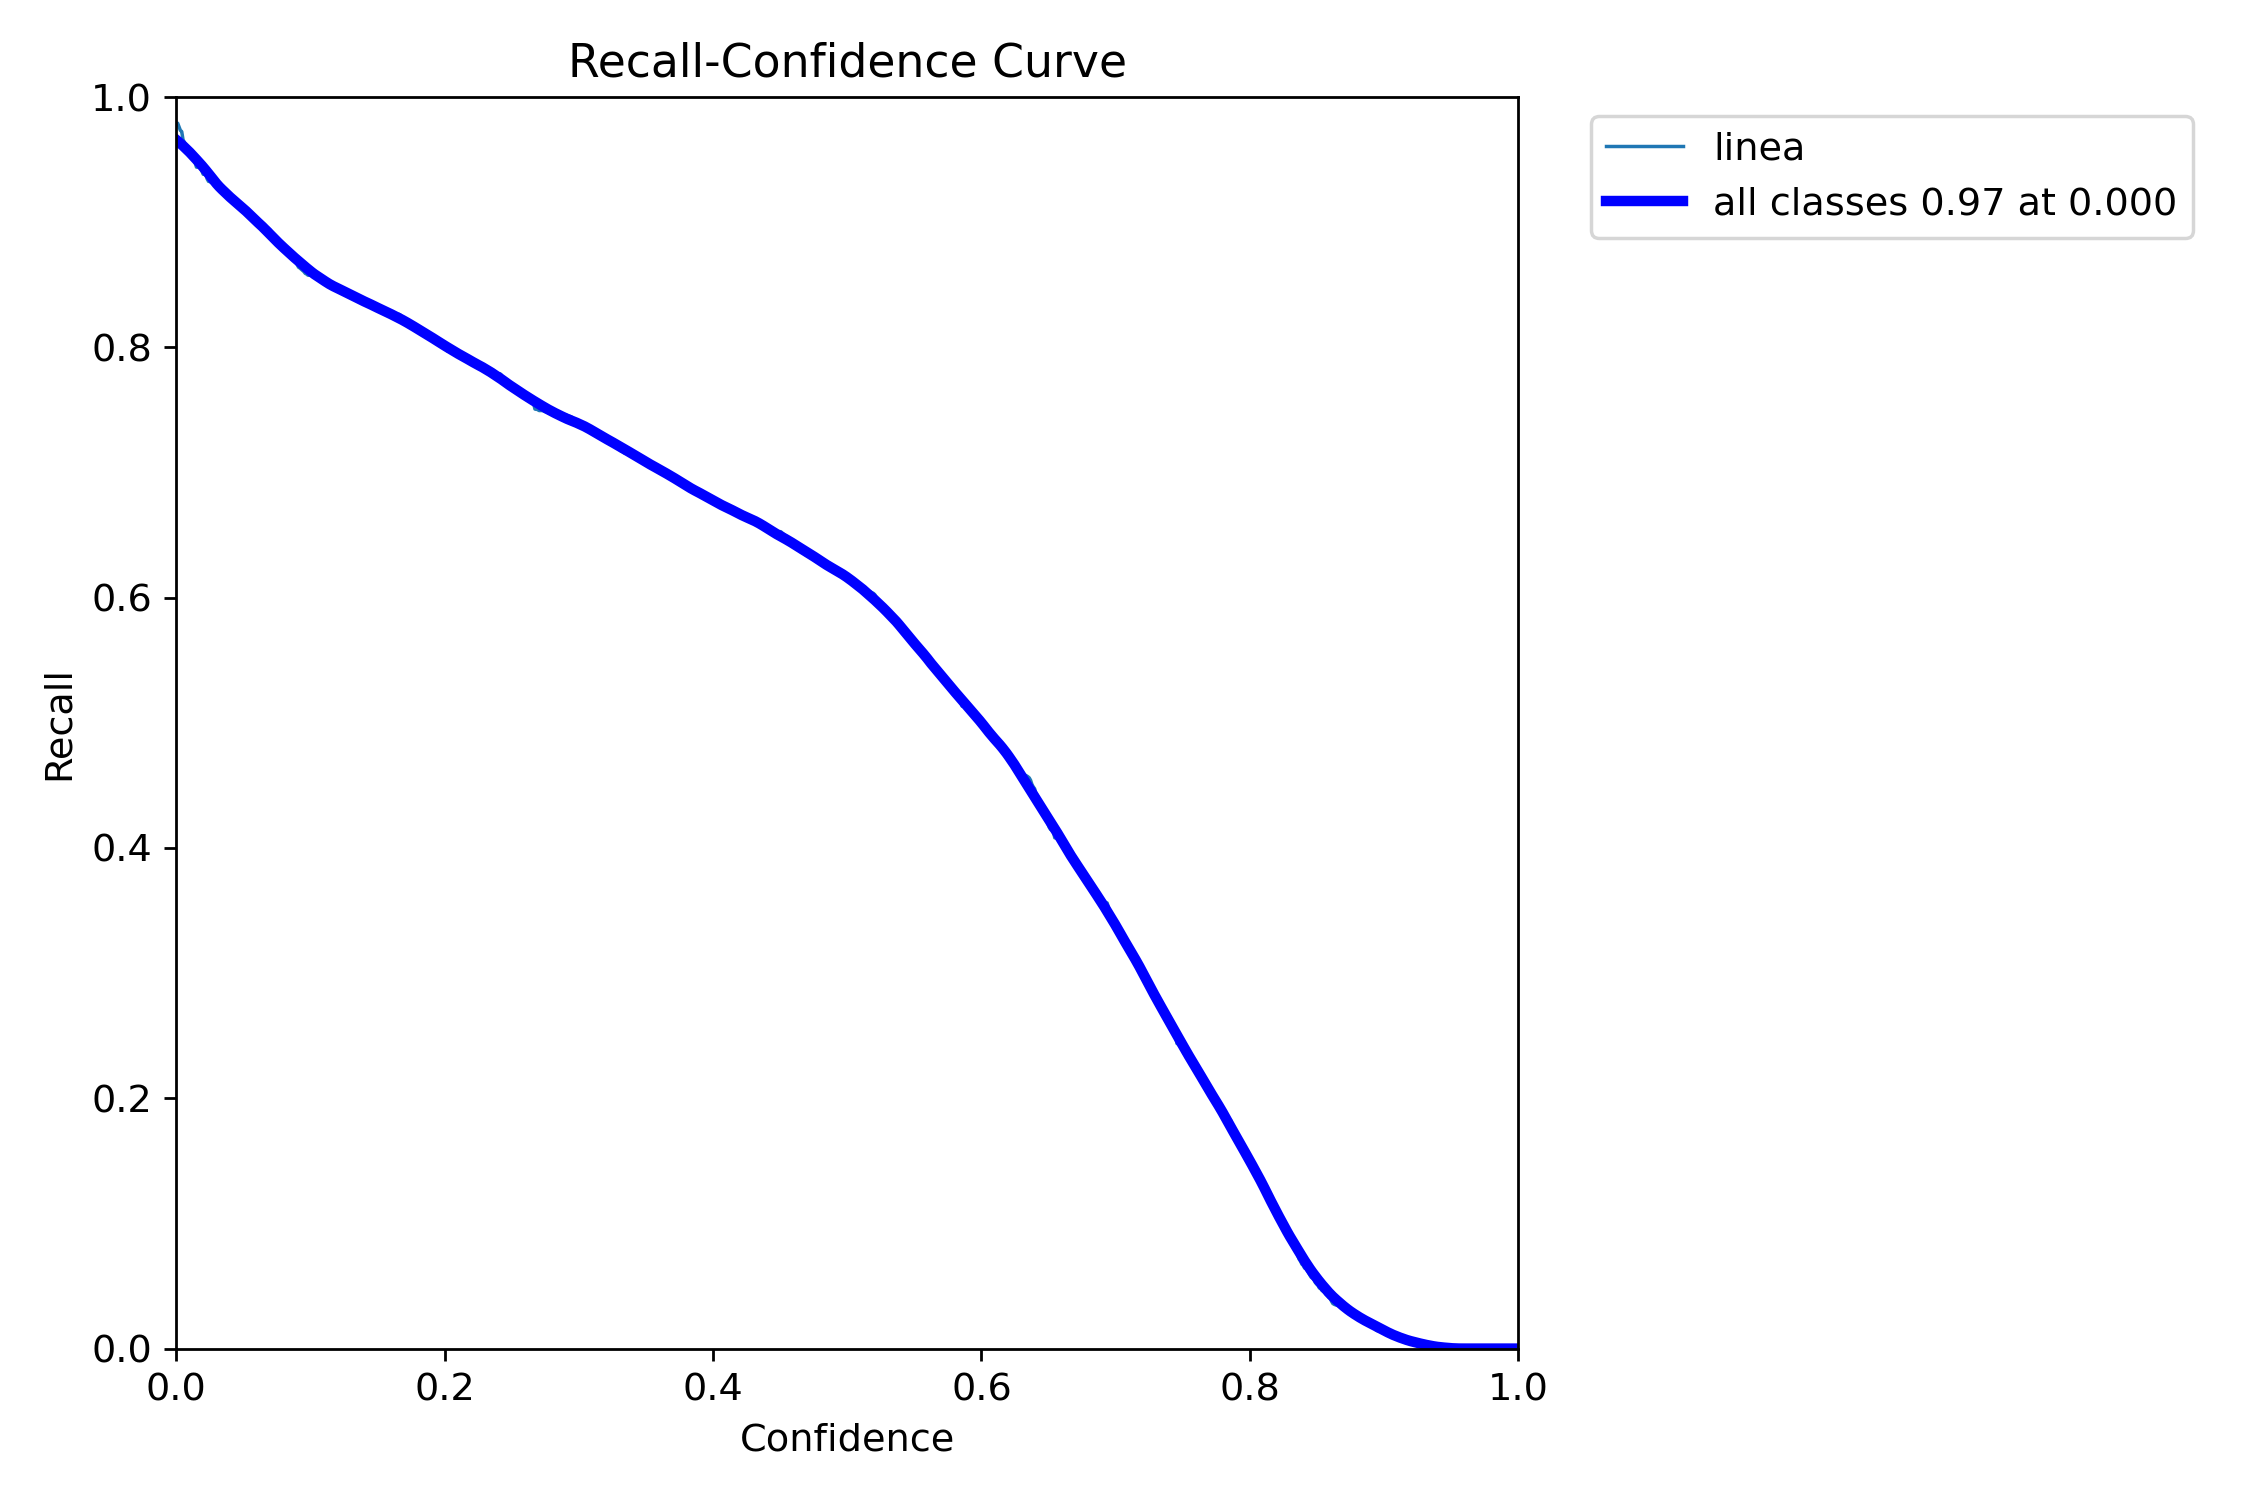 Recall-Confidence Curve
linea
all classes 0.97 at 0.000
1.0
0.8
0.6
0.4
0.2
0.0
Recall
0.0 0.2 0.4 0.6 0.8 1.0
Confidence